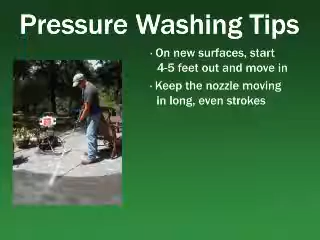 Pressure Washing Tips
· On new surfaces, start
4-5 feet out and move in
· Keep the nozzle moving
in long, even strokes